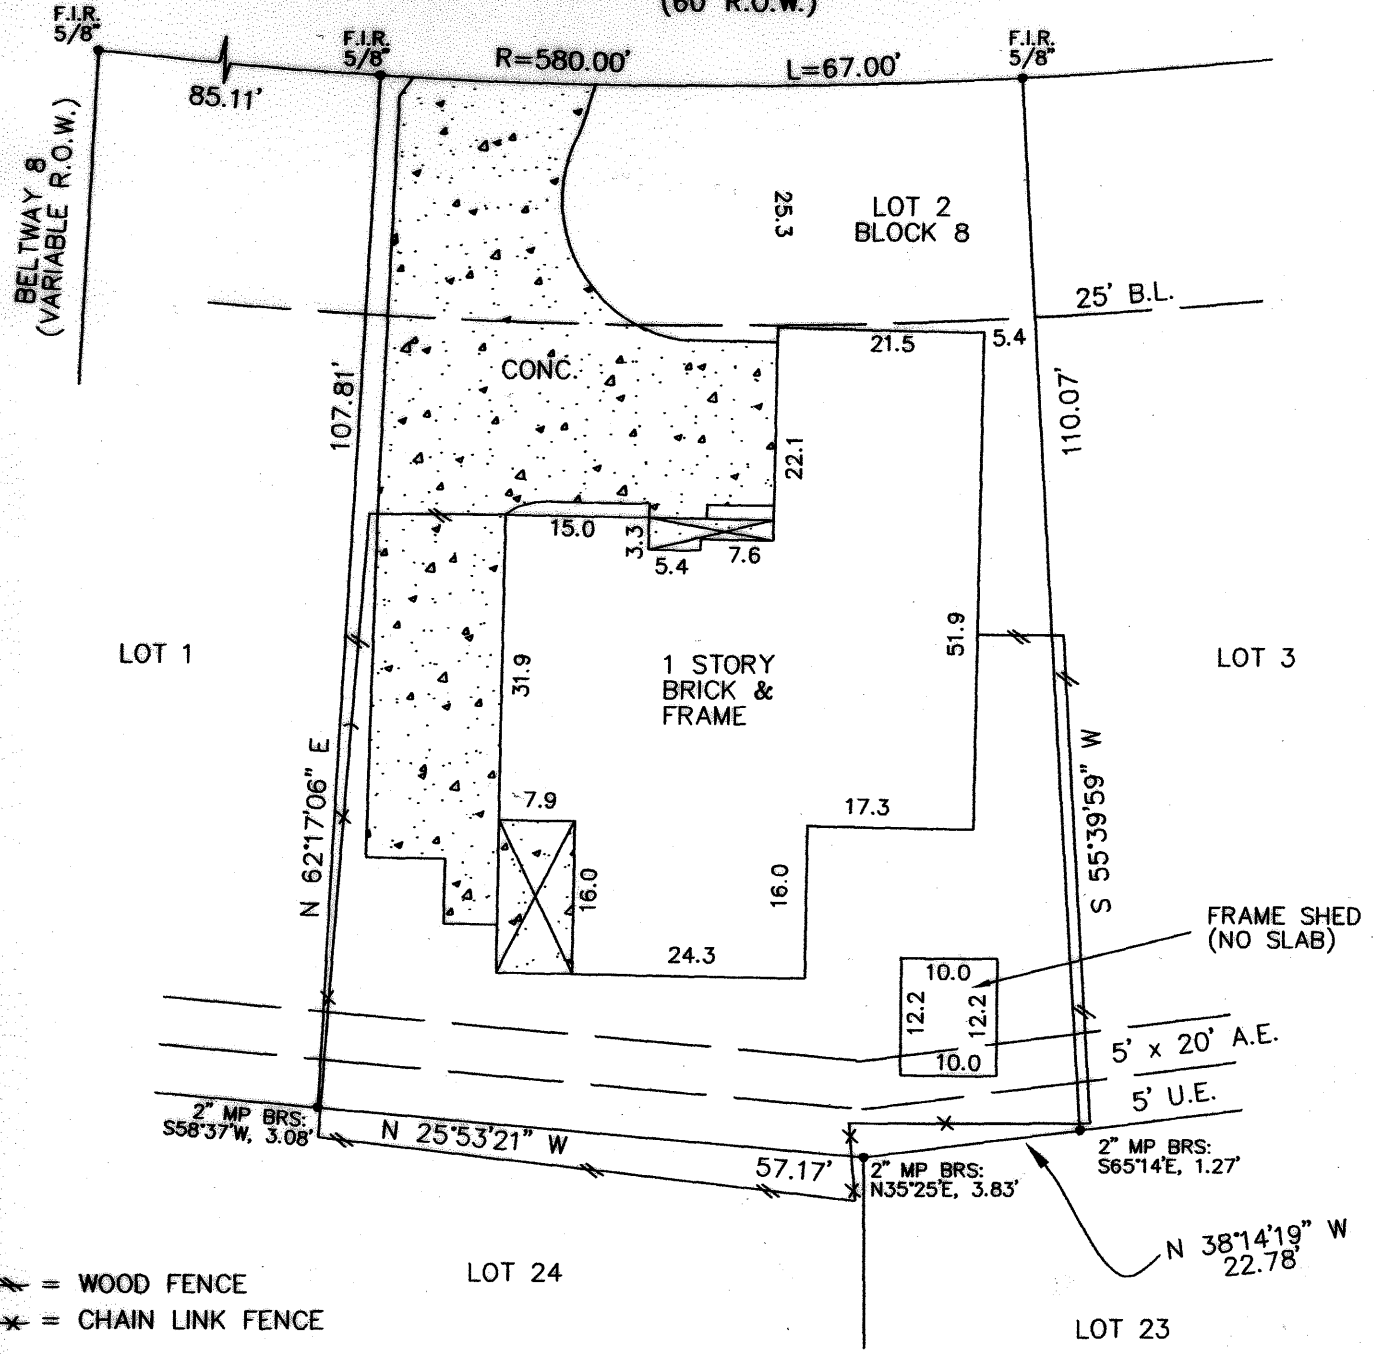 (60' R.O.W.)
F.I.R.
5/8"
F.I.R.
5/8"
R=580.00'
L=67.00'
F.I.R.
5/8"
85.11'
BELTWAY 8
(VARIABLE R.O.W.)
25.3
LOT 2
BLOCK 8
25' B.L.
21.5
5.4
CONC.
107.81'
110.07'
22.1
15.0
3.3
5.4
7.6
51.9
LOT 1
1 STORY
BRICK &
FRAME
LOT 3
31.9
N 62°17'06" E
S 55°39'59" W
7.9
17.3
16.0
16.0
FRAME SHED
(NO SLAB)
24.3
10.0
12.2
12.2
10.0
5' x 20' A.E.
5' U.E.
2" MP BRS:
S58°37'W, 3.08'
N 25°53'21" W
57.17'
2" MP BRS:
N35°25'E, 3.83'
2" MP BRS:
S65°14'E, 1.27'
N 38°14'19" W
22.78'
LOT 24
= WOOD FENCE
= CHAIN LINK FENCE
LOT 23